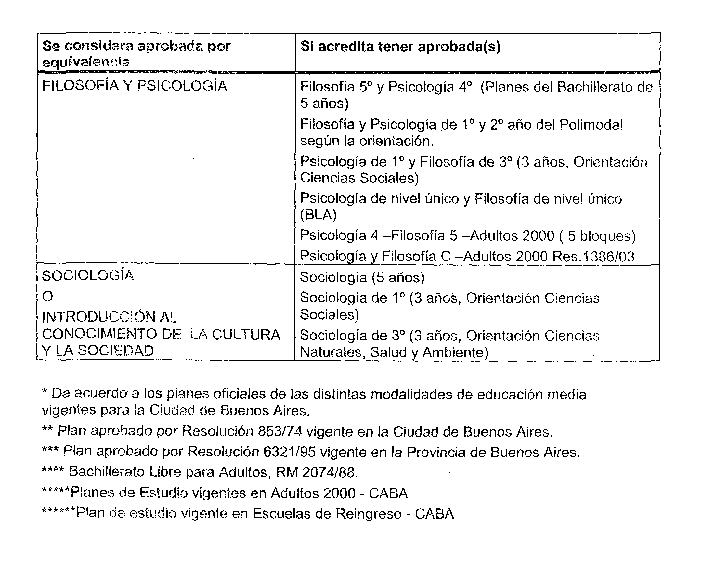 Se considera aprobada por
equivalencia
Si acredita tener aprobada(s)
FILOSOFÍA Y PSICOLOGÍA
Filosofía 5º y Psicología 4º (Planes del Bachillerato de
5 años)
Filosofía y Psicología de 1º y 2º año del Polimodal
según la orientación.
Psicología de 1º y Filosofía de 3º (3 años, Orientación
Ciencias Sociales)
Psicología de nivel único y Filosofía de nivel único
(BLA)
Psicología 4 –Filosofía 5 –Adultos 2000 ( 5 bloques)
Psicología y Filosofía C –Adultos 2000 Res.1386/03
SOCIOLOGÍA
O
INTRODUCCIÓN AL
CONOCIMIENTO DE LA CULTURA
Y LA SOCIEDAD
Sociología (5 años)
Sociología de 1º (3 años, Orientación Ciencias
Sociales)
Sociología de 3º (3 años, Orientación Ciencias
Naturales, Salud y Ambiente)
* De acuerdo a los planes oficiales de las distintas modalidades de educación media
vigentes para la Ciudad de Buenos Aires.
** Plan aprobado por Resolución 853/74 vigente en la Ciudad de Buenos Aires.
*** Plan aprobado por Resolución 6321/95 vigente en la Provincia de Buenos Aires.
**** Bachillerato Libre para Adultos, RM 2074/88.
*****Planes de Estudio vigentes en Adultos 2000 - CABA
******Plan de estudio vigente en Escuelas de Reingreso - CABA